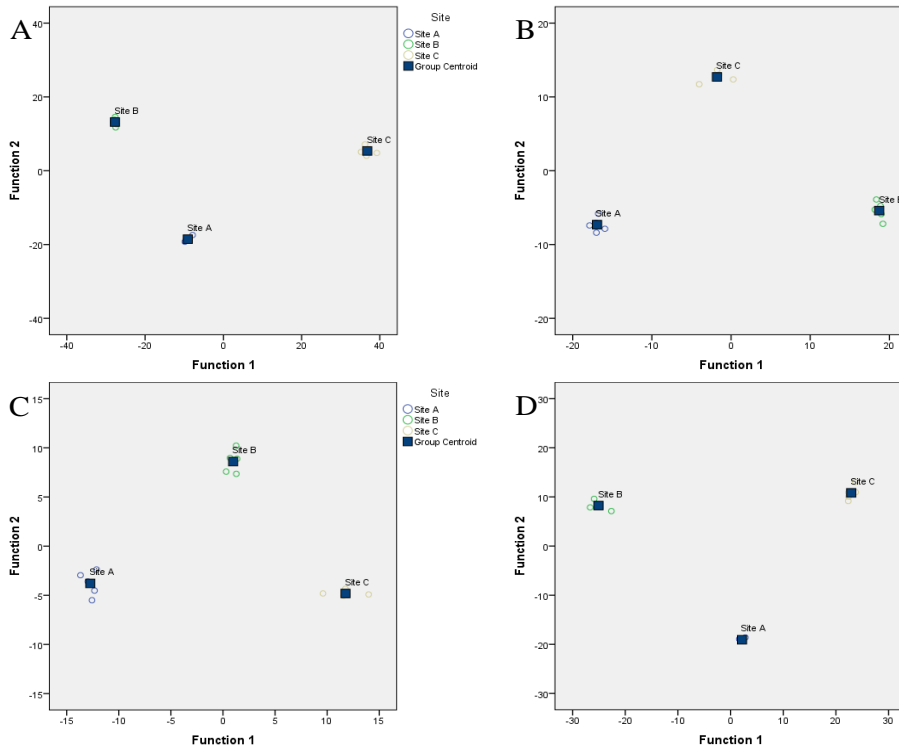 A
Site
Site A
Site B
Site C
Group Centroid
40
20
0
-20
-40
-40
-20
0
20
40
Function 2
Function 1
Site B
Site C
Site A
B
20
10
0
-10
-20
-20
-10
0
10
20
Function 2
Function 1
Site C
Site A
Site B
C
Site
Site A
Site B
Site C
Group Centroid
15
10
5
0
-5
-10
-15
-15
-10
-5
0
5
10
15
Function 2
Function 1
Site B
Site A
Site C
D
30
20
10
0
-10
-20
-30
-30
-20
-10
0
10
20
30
Function 2
Function 1
Site C
Site B
Site A